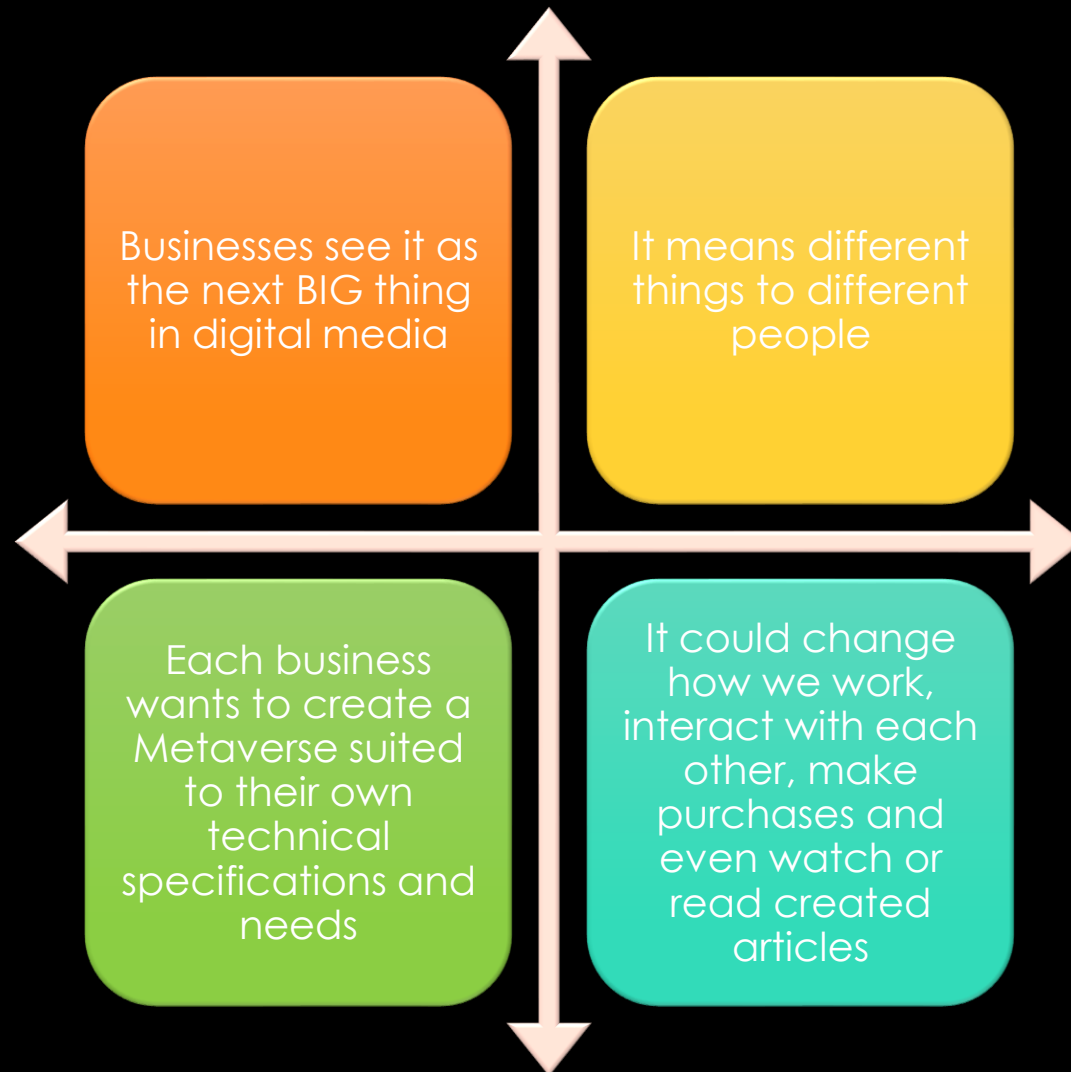 Businesses see it as
the next BIG thing
in digital media
It means different
things to different
people
Each business
wants to create a
Metaverse suited
to their own
technical
specifications and
needs
It could change
how we work,
interact with each
other, make
purchases and
even watch or
read created
articles